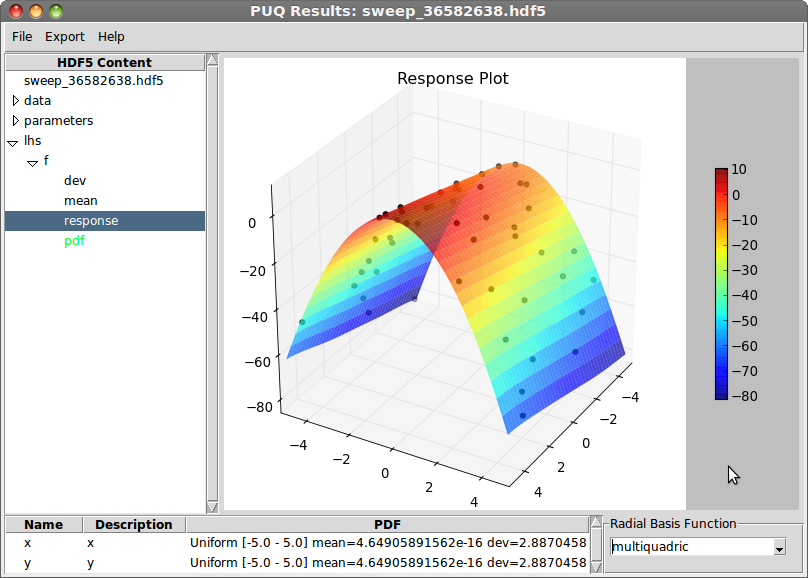 PUQ Results: sweep_36582638.hdf5
File Export Help
HDF5 Content
sweep_36582638.hdf5
data
parameters
lhs
f
dev
mean
response
pdf
Response Plot
0
−20
−40
−60
−80
−4
−2
0
2
4
−4
−2
0
2
4
10
0
−10
−20
−30
−40
−50
−60
−70
−80
Name Description PDF
x x Uniform [-5.0 - 5.0] mean=4.64905891562e-16 dev=2.8870458
y y Uniform [-5.0 - 5.0] mean=4.64905891562e-16 dev=2.8870458
Radial Basis Function
multiquadric